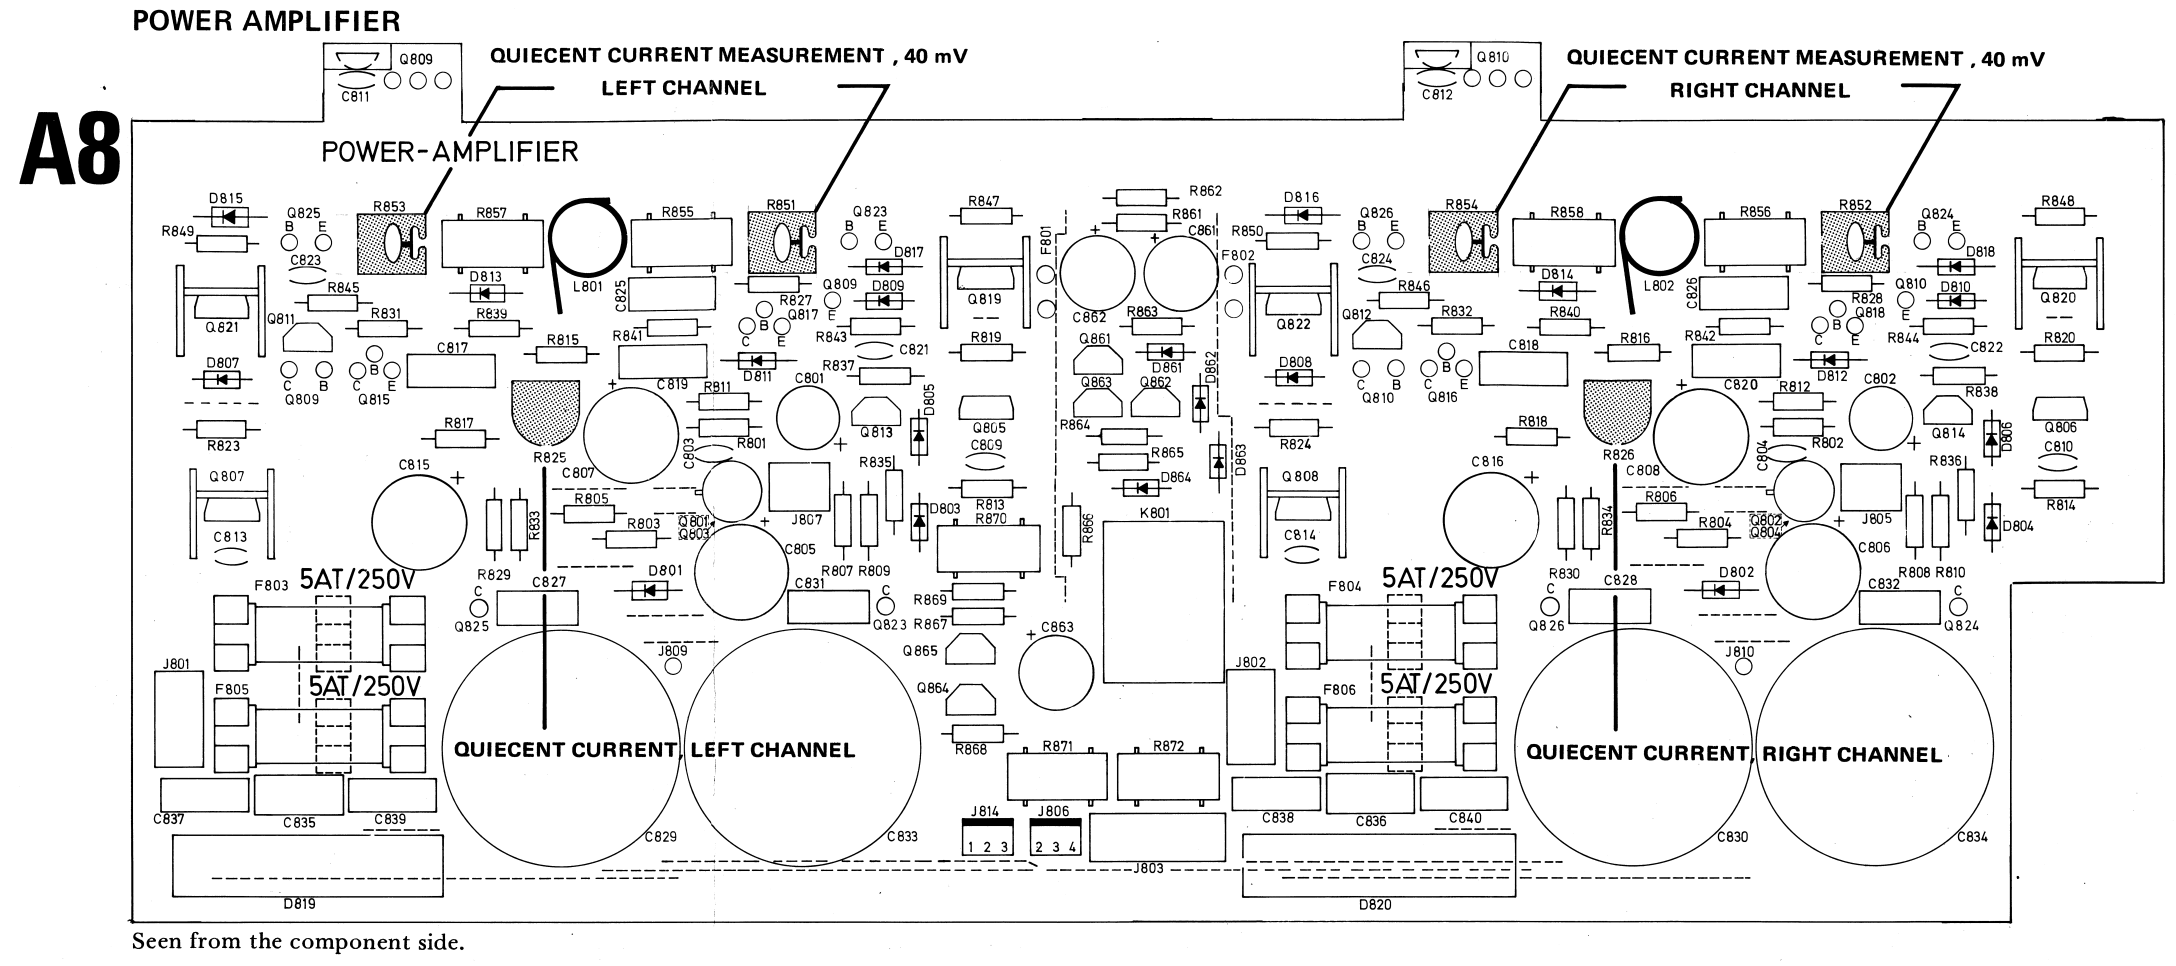 POWER AMPLIFIER
QUIECENT CURRENT MEASUREMENT , 40 mV
LEFT CHANNEL
QUIECENT CURRENT MEASUREMENT , 40 mV
RIGHT CHANNEL
Q809
C811
Q810
C812
A8
POWER-AMPLIFIER
D815
R849
Q825
B E
C823
R853
R857
R855
R851
Q823
B E
D817
R847
R862
R861
C861
F801
F802
D816
R850
Q826
B E
C824
R854
R858
R856
R852
Q824
B E
D818
R848
R845
D813
L801
C825
R827
Q817
Q809
E
D809
Q819
C862
R863
Q822
R846
D814
L802
C826
R828
Q818
Q810
E
D810
Q820
Q821
Q811
R831
R839
R841
B
C E
R843
C821
R819
Q861
D861
D862
Q812
R832
R840
R842
B
C E
R844
C822
R820
D807
C B
Q809
B
C E
Q815
C817
R815
C819
D811
R811
C801
R837
D805
Q863
Q862
D808
C B
Q810
B
C E
Q816
C818
R816
C820
D812
R812
C802
R838
D806
R823
R817
R825
C807
C803
R801
Q813
Q805
C809
R864
R865
D863
R824
R818
R826
C808
C804
R802
Q814
Q806
C810
Q807
C813
C815
R833
R805
R803
Q801
Q803
J807
R835
D803
R813
R870
D864
R866
K801
Q808
C814
C816
R834
R806
R804
Q802
Q804
J805
R836
D804
R814
F803
5AT/250V
R829
C
Q825
C827
D801
C805
C831
R807 R809
C
Q823
R869
R867
F804
5AT/250V
R830
C
Q826
C828
D802
C806
C832
R808 R810
C
Q824
J801
F805
5AT/250V
J809
Q865
Q864
C863
J802
F806
5AT/250V
J810
QUIECENT CURRENT, LEFT CHANNEL
R868
R871
R872
QUIECENT CURRENT, RIGHT CHANNEL
C837
C835
C839
C829
C833
J814
1 2 3
J806
2 3 4
J803
C838
C836
C840
C830
C834
D819
D820
Seen from the component side.